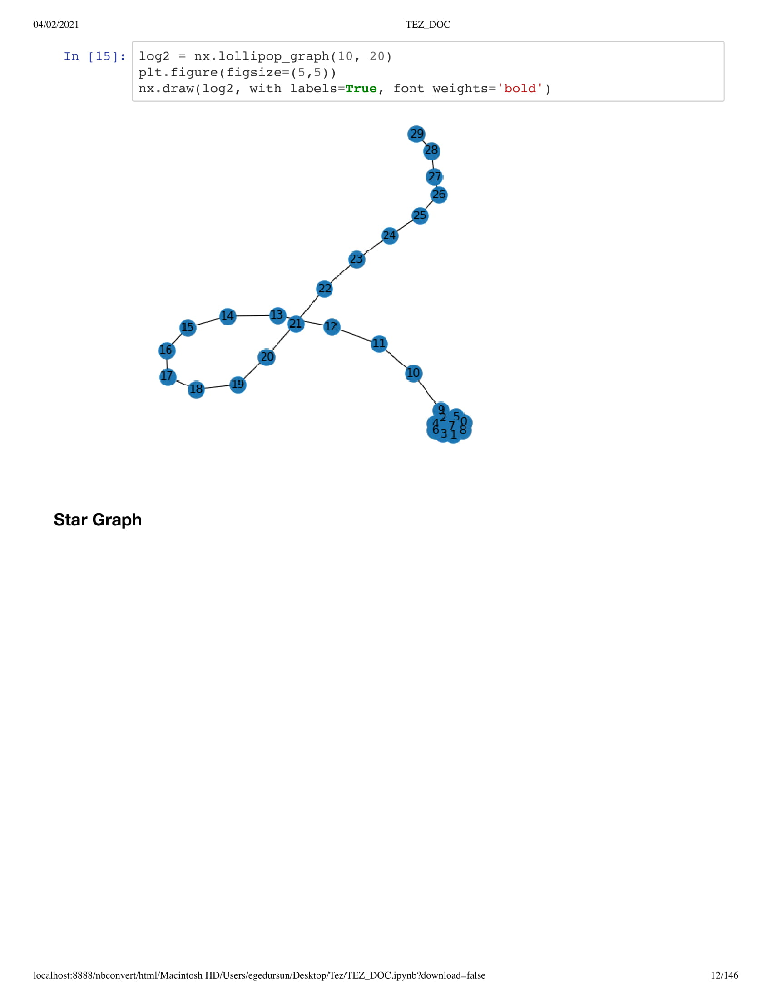 04/02/2021 TEZ_DOC
In [15]: log2 = nx.lollipop_graph(10, 20)
plt.figure(figsize=(5,5))
nx.draw(log2, with_labels=True, font_weights='bold')
29
28
27
26
25
24
23
22
14 13
21 12
15
11
16
20
10
17
19
18
9
2 5
4 7 0
6 3 1 8
Star Graph
localhost:8888/nbconvert/html/Macintosh HD/Users/egedursun/Desktop/Tez/TEZ_DOC.ipynb?download=false 12/146